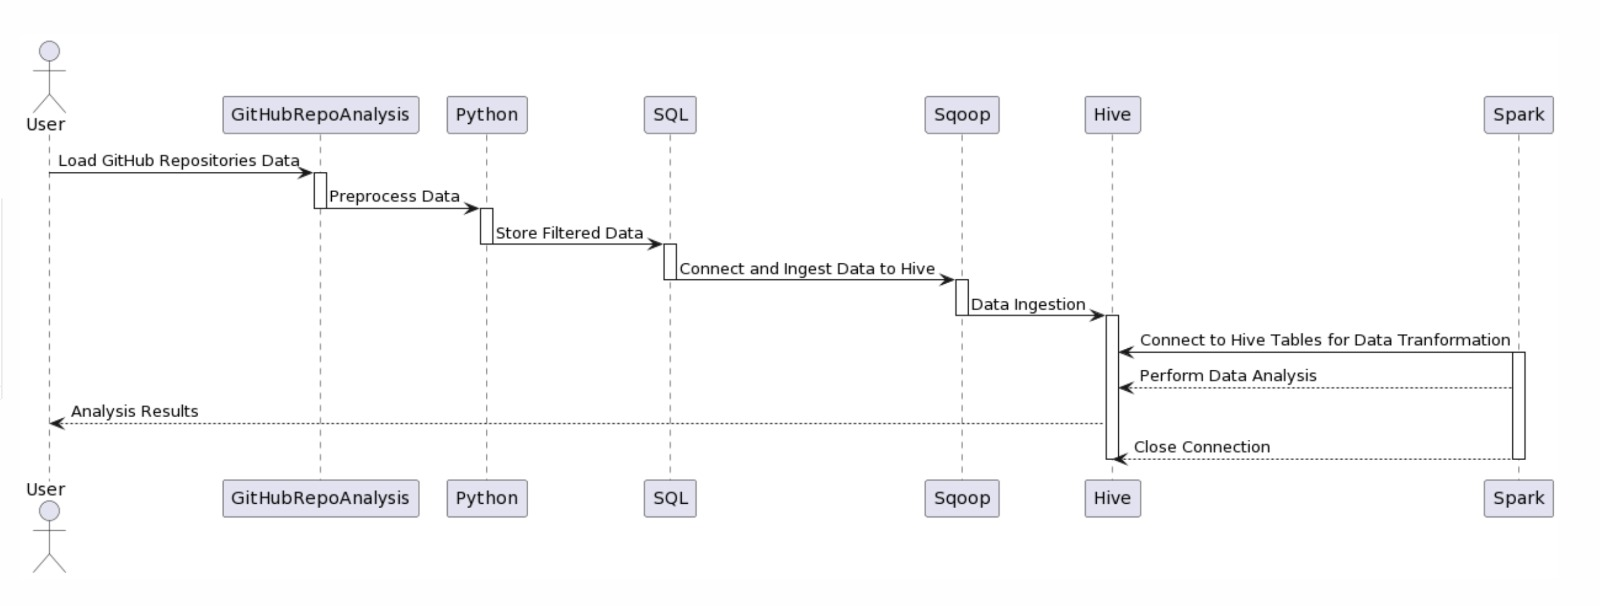 User
GitHubRepoAnalysis
Python
SQL
Sqoop
Hive
Spark
Load GitHub Repositories Data
Preprocess Data
Store Filtered Data
Connect and Ingest Data to Hive
Data Ingestion
Connect to Hive Tables for Data Tranformation
Perform Data Analysis
Analysis Results
Close Connection
User
GitHubRepoAnalysis
Python
SQL
Sqoop
Hive
Spark